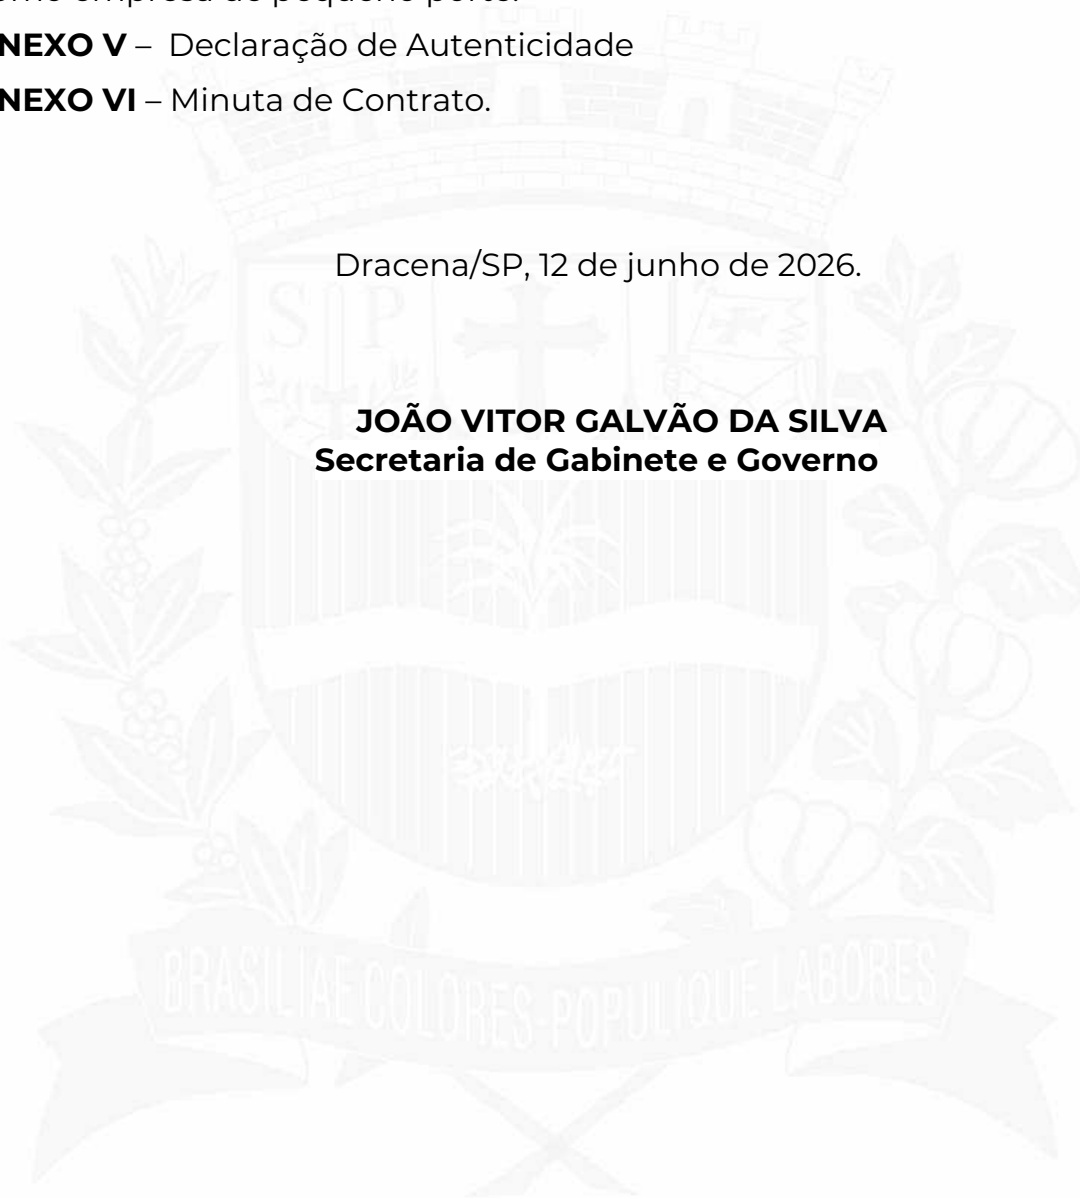 empresa de pequeno porte.
NEXO V – Declaração de Autenticidade
NEXO VI – Minuta de Contrato.
Dracena/SP, 12 de junho de 2026.
S P
JOÃO VITOR GALVÃO DA SILVA
Secretaria de Gabinete e Governo
BRASILIAE COLORES POPULIQUE LABORES